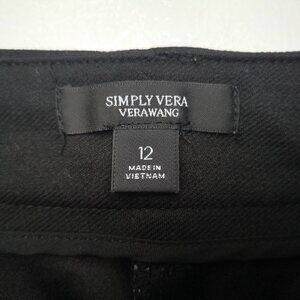 SIMPLY VERA
VERAWANG
12
MADE IN
VIETNAM